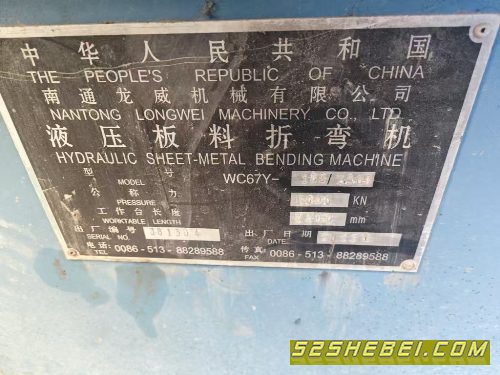 中华人民共和国
THE PEOPLE'S REPUBLIC OF CHINA
南通龙威机械有限公司
NANTONG LONGWEI MACHINERY CO., LTD.
液压板料折弯机
HYDRAULIC SHEET-METAL BENDING MACHINE
型号
MODEL WC67Y-
公称力
PRESSURE KN
工作台长度
WORKTABLE LENGTH mm
出厂编号 出厂日期
SERIAL NO. DATE
电话: 0086-513-88289588 传真: 0086-513-88289588
TEL FAX
52SHEBEI.COM